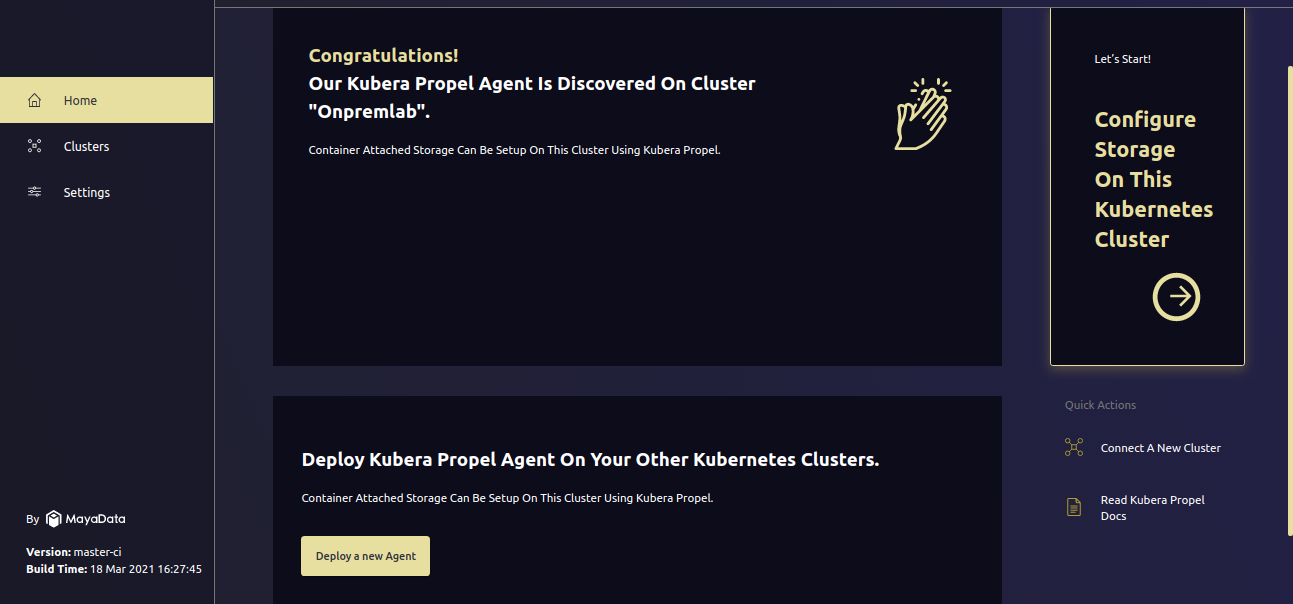 Home
Clusters
Settings
By MayaData
Version: master-ci
Build Time: 18 Mar 2021 16:27:45
Congratulations!
Our Kubera Propel Agent Is Discovered On Cluster
"Onpremlab".
Container Attached Storage Can Be Setup On This Cluster Using Kubera Propel.
Deploy Kubera Propel Agent On Your Other Kubernetes Clusters.
Container Attached Storage Can Be Setup On This Cluster Using Kubera Propel.
Deploy a new Agent
Let's Start!
Configure
Storage
On This
Kubernetes
Cluster
Quick Actions
Connect A New Cluster
Read Kubera Propel
Docs